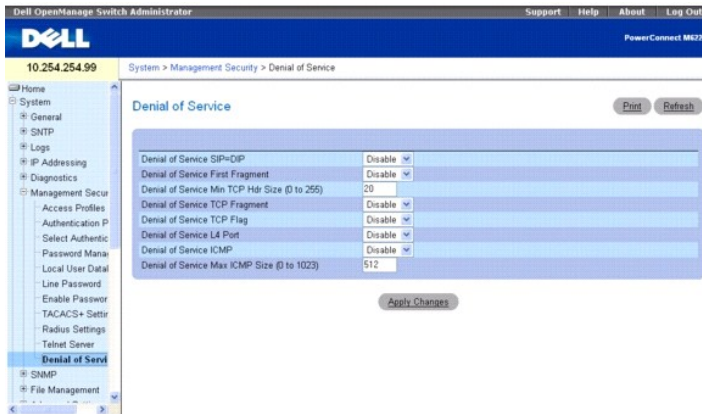 Dell OpenManage Switch Administrator
Support Help About Log Out
DELL
PowerConnect M622
10.254.254.99
System > Management Security > Denial of Service
Home
System
General
SNTP
Logs
IP Addressing
Diagnostics
Management Secur
Access Profiles
Authentication P
Select Authentic
Password Manag
Local User Datal
Line Password
Enable Passwor
TACACS+ Settin
Radius Settings
Telnet Server
Denial of Servi
SNMP
File Management
Denial of Service
Print Refresh
Denial of Service SIP=DIP Disable
Denial of Service First Fragment Disable
Denial of Service Min TCP Hdr Size (0 to 255) 20
Denial of Service TCP Fragment Disable
Denial of Service TCP Flag Disable
Denial of Service L4 Port Disable
Denial of Service ICMP Disable
Denial of Service Max ICMP Size (0 to 1023) 512
Apply Changes